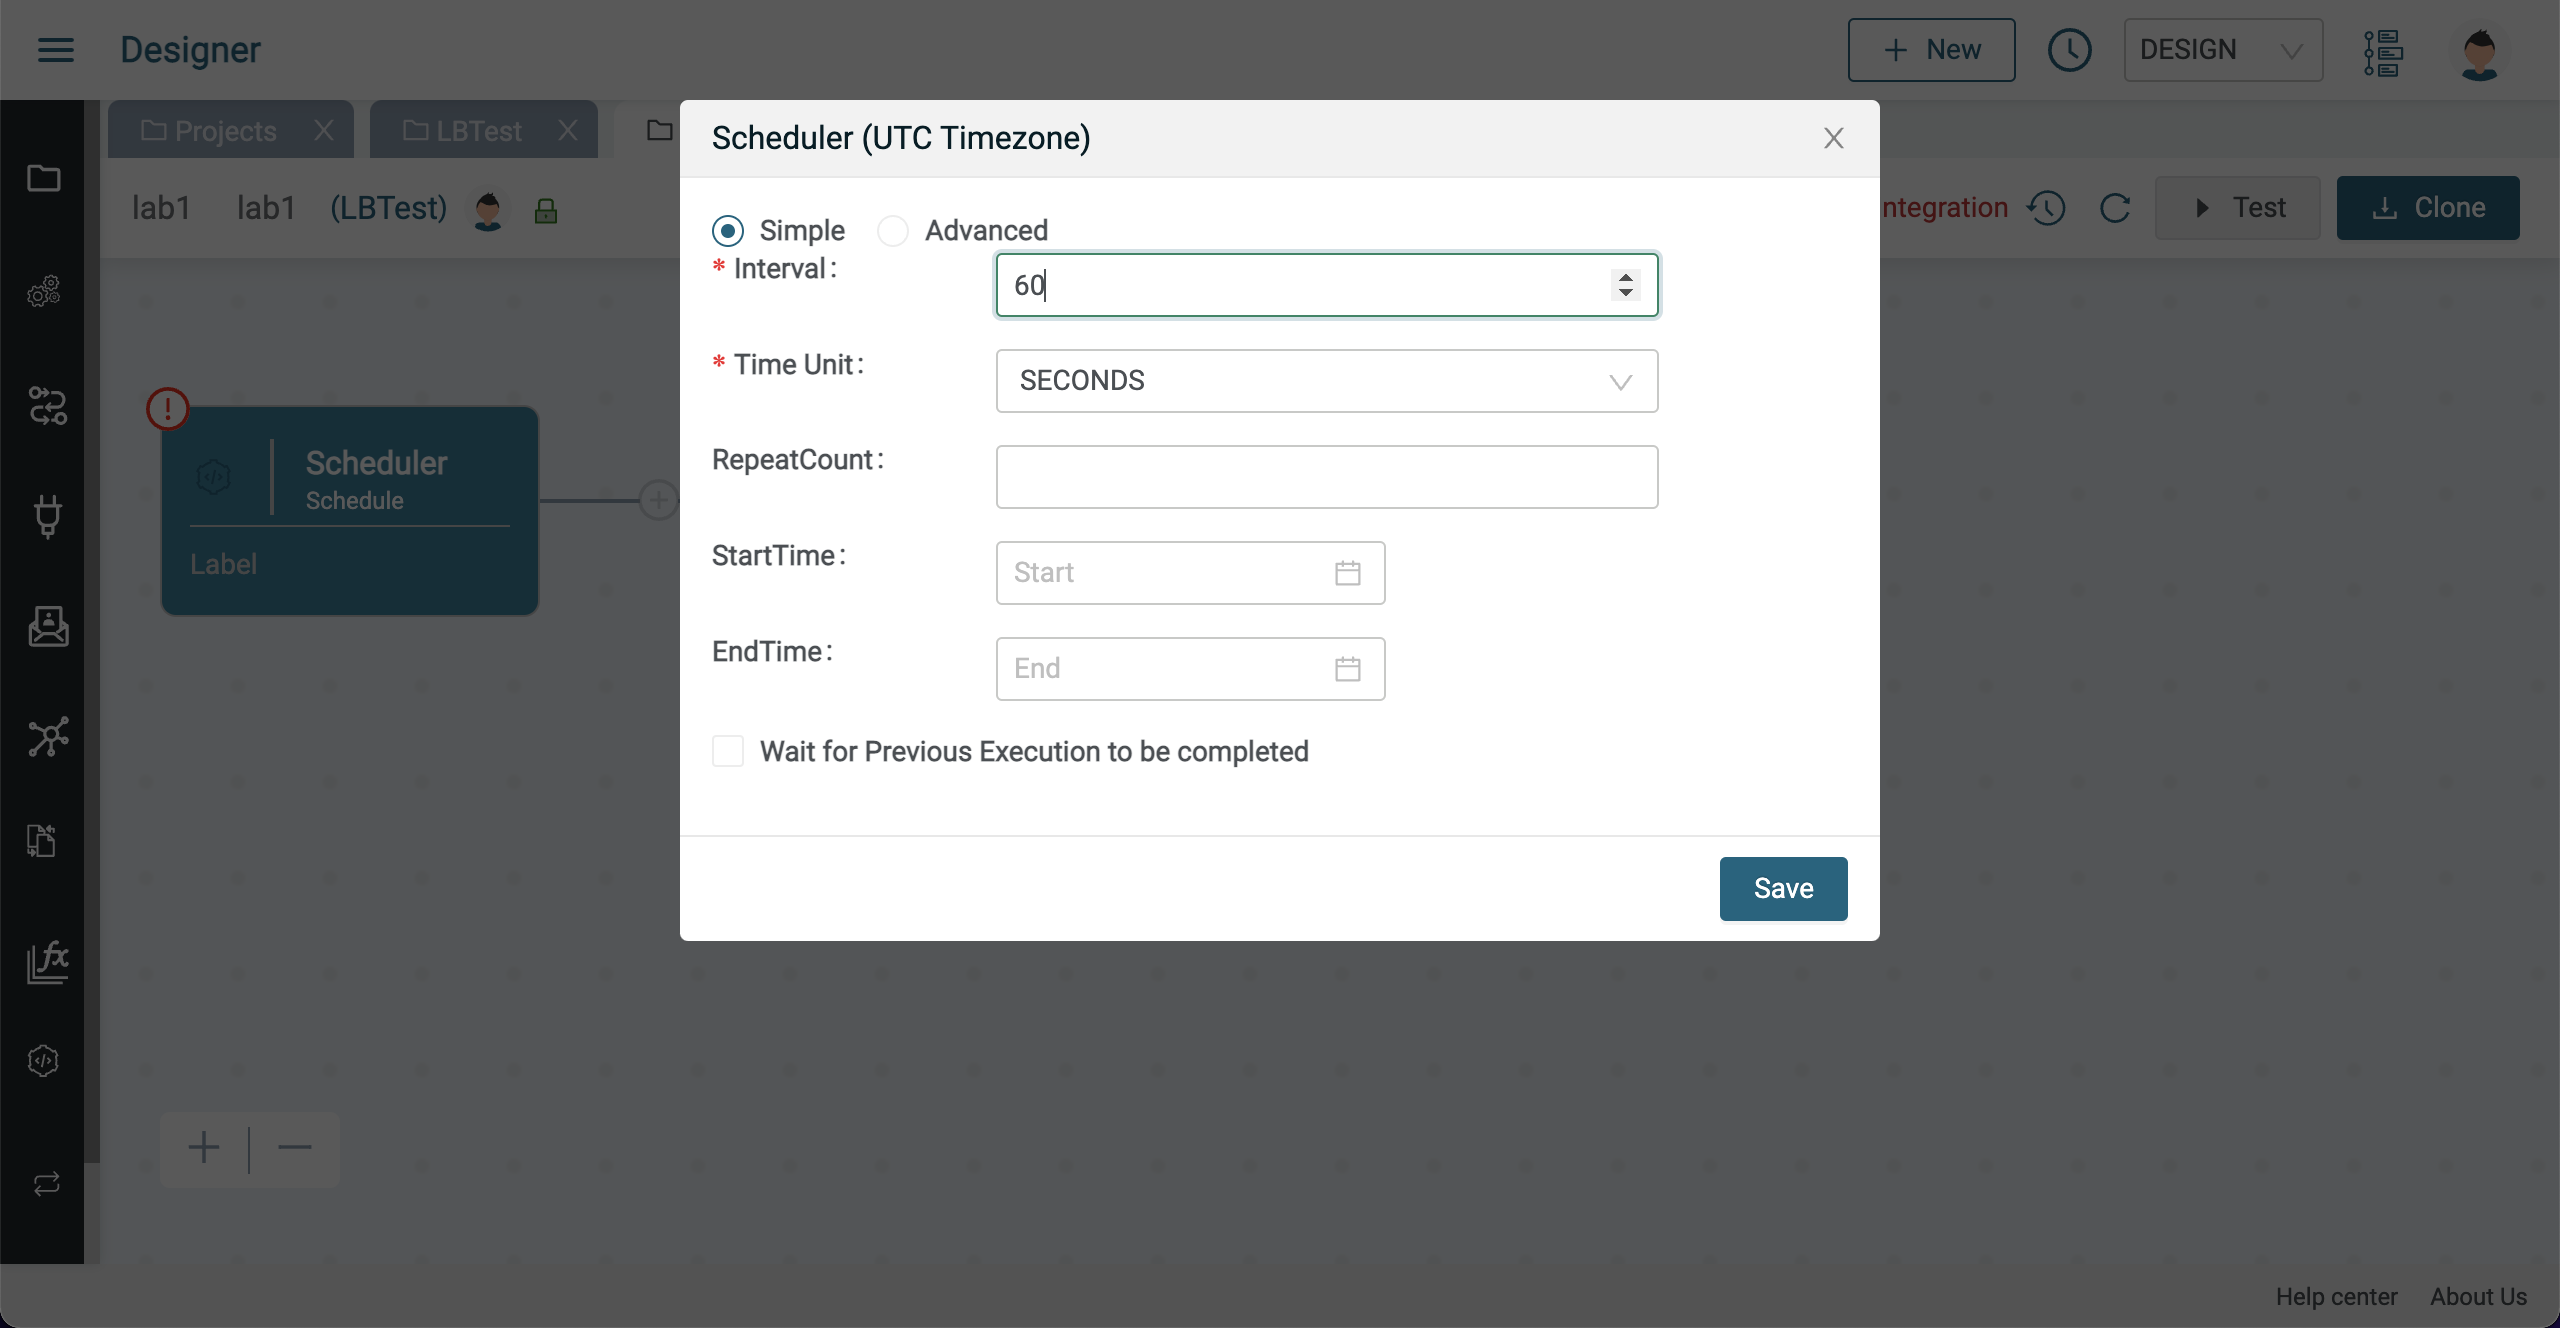 Designer
New
DESIGN
Projects
LBTest
lab1 lab1 (LBTest)
ntegration
Test
Clone
Scheduler (UTC Timezone)
Simple
Advanced
* Interval:
60
* Time Unit:
SECONDS
RepeatCount:
StartTime:
Start
EndTime:
End
Wait for Previous Execution to be completed
Save
Scheduler
Schedule
Label
fx
Help center
About Us